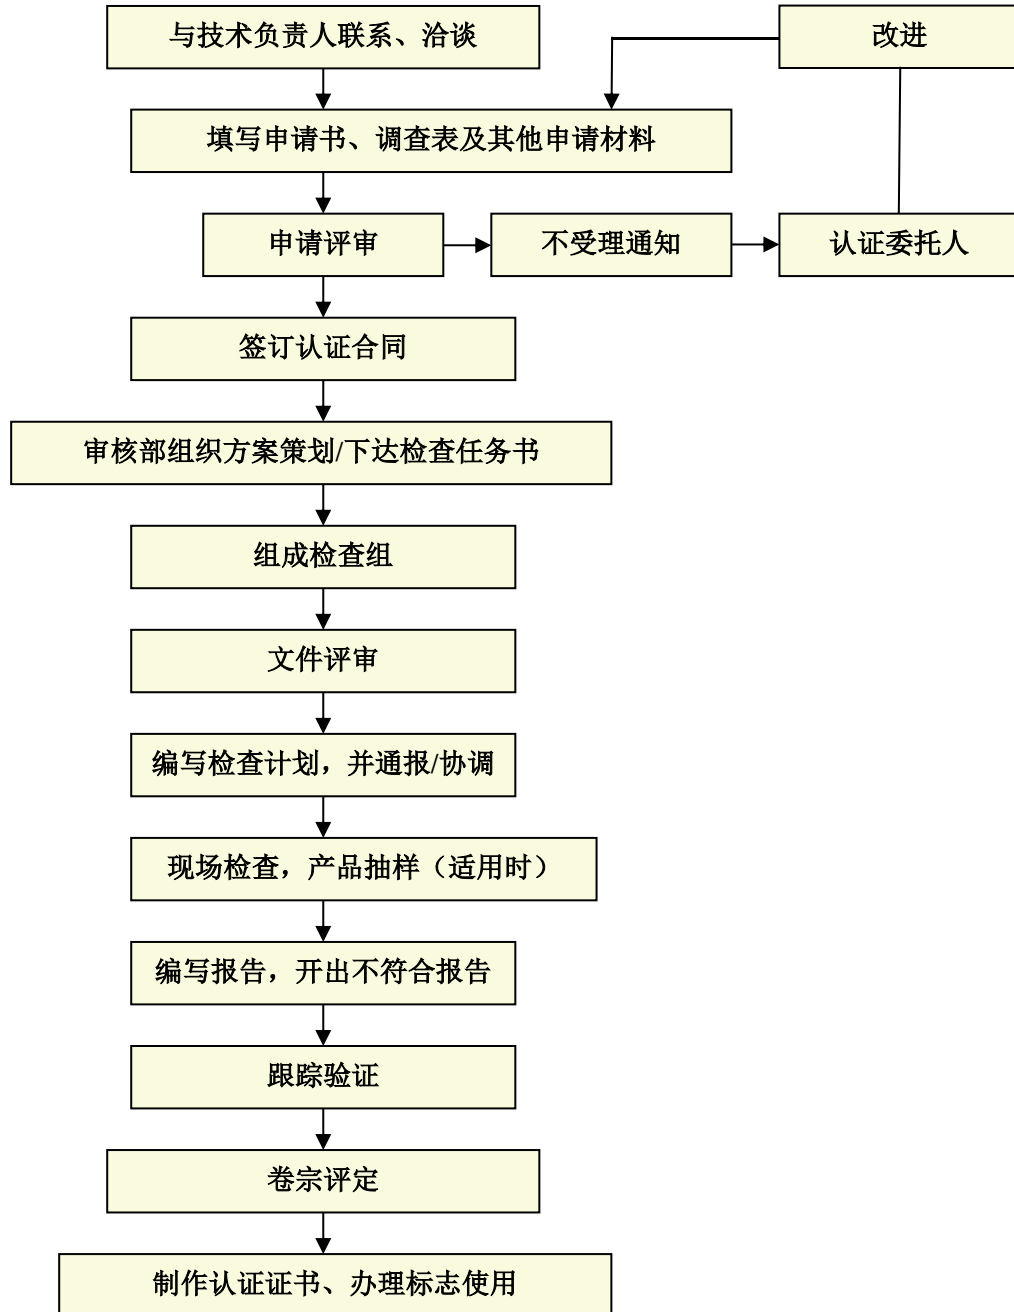 与技术负责人联系、洽谈
改进
填写申请书、调查表及其他申请材料
申请评审
不受理通知
认证委托人
签订认证合同
审核部组织方案策划/下达检查任务书
组成检查组
文件评审
编写检查计划，并通报/协调
现场检查，产品抽样（适用时）
编写报告，开出不符合报告
跟踪验证
卷宗评定
制作认证证书、办理标志使用